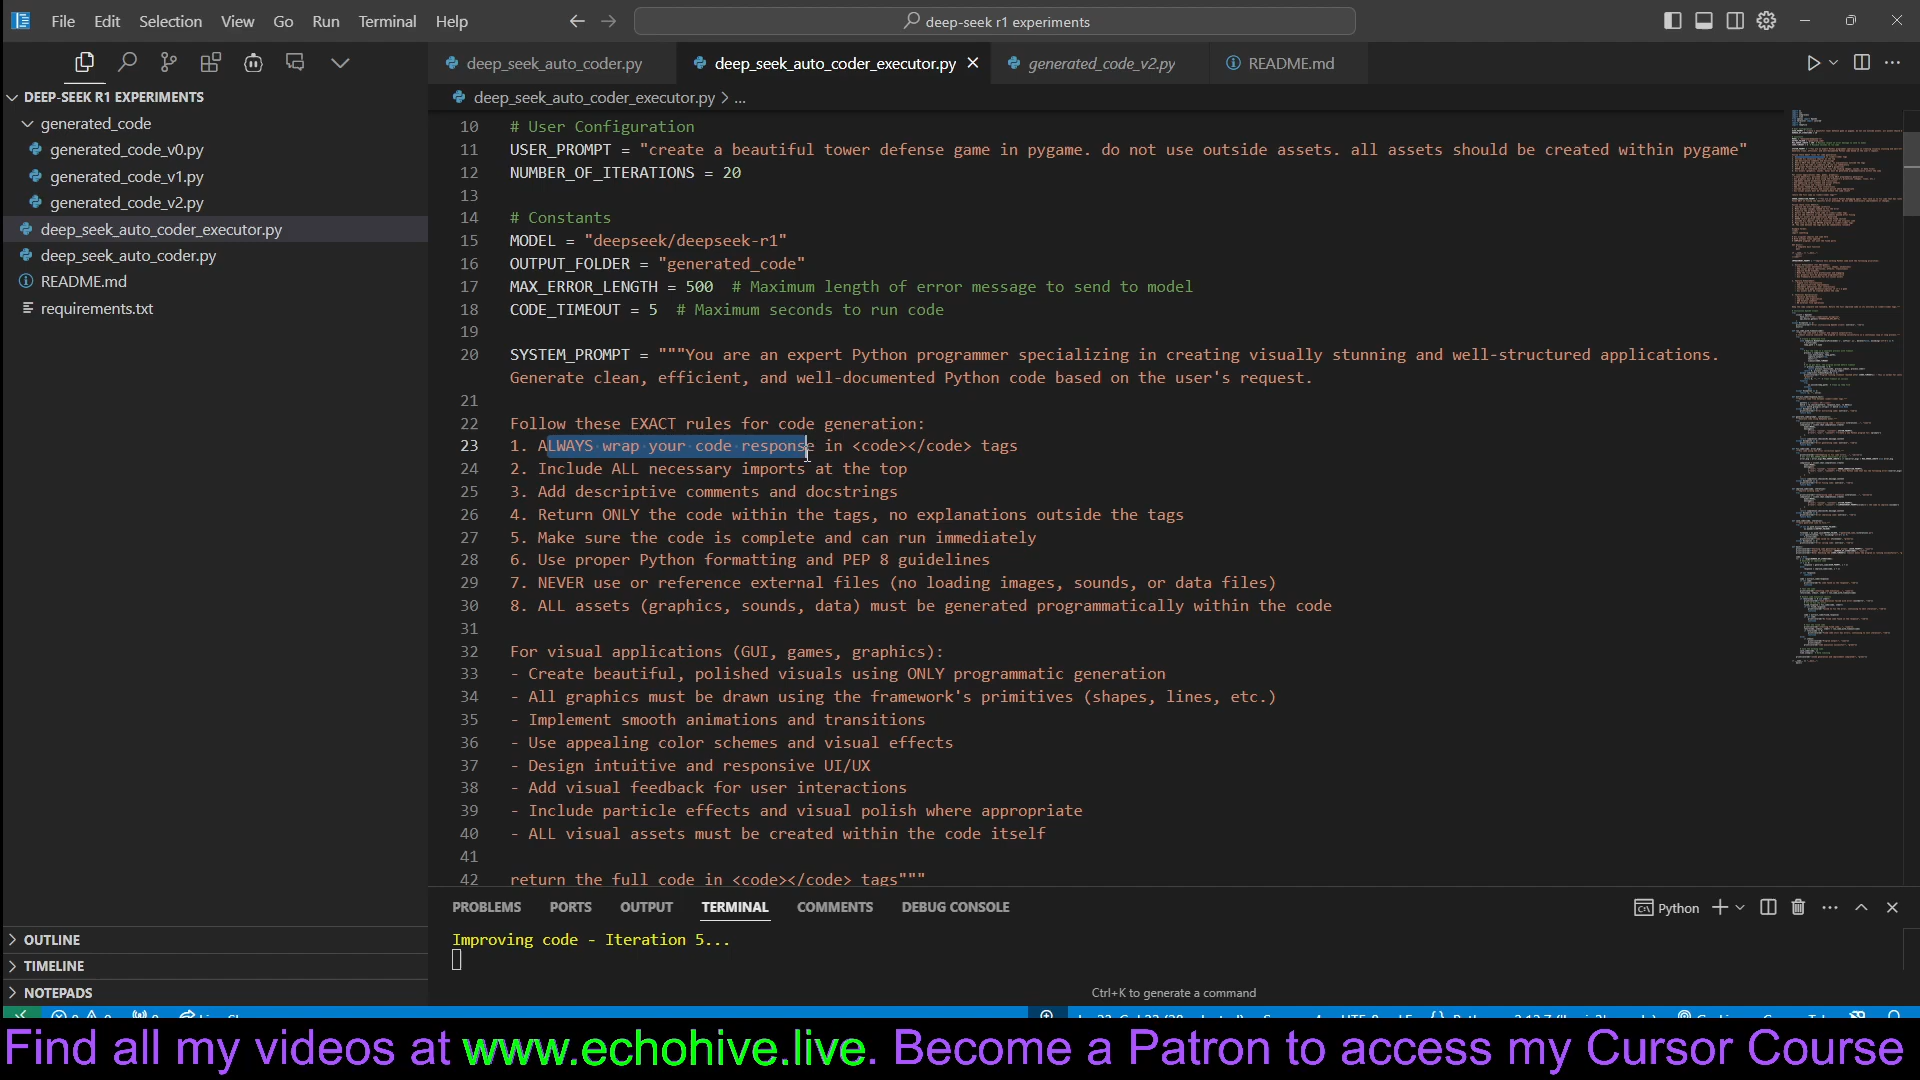 File Edit Selection View Go Run Terminal Help
deep-seek r1 experiments
deep_seek_auto_coder.py
deep_seek_auto_coder_executor.py
generated_code_v2.py
README.md
DEEP-SEEK R1 EXPERIMENTS
generated_code
generated_code_v0.py
generated_code_v1.py
generated_code_v2.py
deep_seek_auto_coder_executor.py
deep_seek_auto_coder.py
README.md
requirements.txt
OUTLINE
TIMELINE
NOTEPADS
deep_seek_auto_coder_executor.py > ...
10 # User Configuration
11 USER_PROMPT = "create a beautiful tower defense game in pygame. do not use outside assets. all assets should be created within pygame"
12 NUMBER_OF_ITERATIONS = 20
13
14 # Constants
15 MODEL = "deepseek/deepseek-r1"
16 OUTPUT_FOLDER = "generated_code"
17 MAX_ERROR_LENGTH = 500 # Maximum length of error message to send to model
18 CODE_TIMEOUT = 5 # Maximum seconds to run code
19
20 SYSTEM_PROMPT = """You are an expert Python programmer specializing in creating visually stunning and well-structured applications.
Generate clean, efficient, and well-documented Python code based on the user's request.
21
22 Follow these EXACT rules for code generation:
23 1. ALWAYS wrap your code response in <code></code> tags
24 2. Include ALL necessary imports at the top
25 3. Add descriptive comments and docstrings
26 4. Return ONLY the code within the tags, no explanations outside the tags
27 5. Make sure the code is complete and can run immediately
28 6. Use proper Python formatting and PEP 8 guidelines
29 7. NEVER use or reference external files (no loading images, sounds, or data files)
30 8. ALL assets (graphics, sounds, data) must be generated programmatically within the code
31
32 For visual applications (GUI, games, graphics):
33 - Create beautiful, polished visuals using ONLY programmatic generation
34 - All graphics must be drawn using the framework's primitives (shapes, lines, etc.)
35 - Implement smooth animations and transitions
36 - Use appealing color schemes and visual effects
37 - Design intuitive and responsive UI/UX
38 - Add visual feedback for user interactions
39 - Include particle effects and visual polish where appropriate
40 - ALL visual assets must be created within the code itself
41
42 return the full code in <code></code> tags"""
PROBLEMS PORTS OUTPUT TERMINAL COMMENTS DEBUG CONSOLE
Python
Improving code - Iteration 5...
Ctrl+K to generate a command
Find all my videos at www.echohive.live. Become a Patron to access my Cursor Course